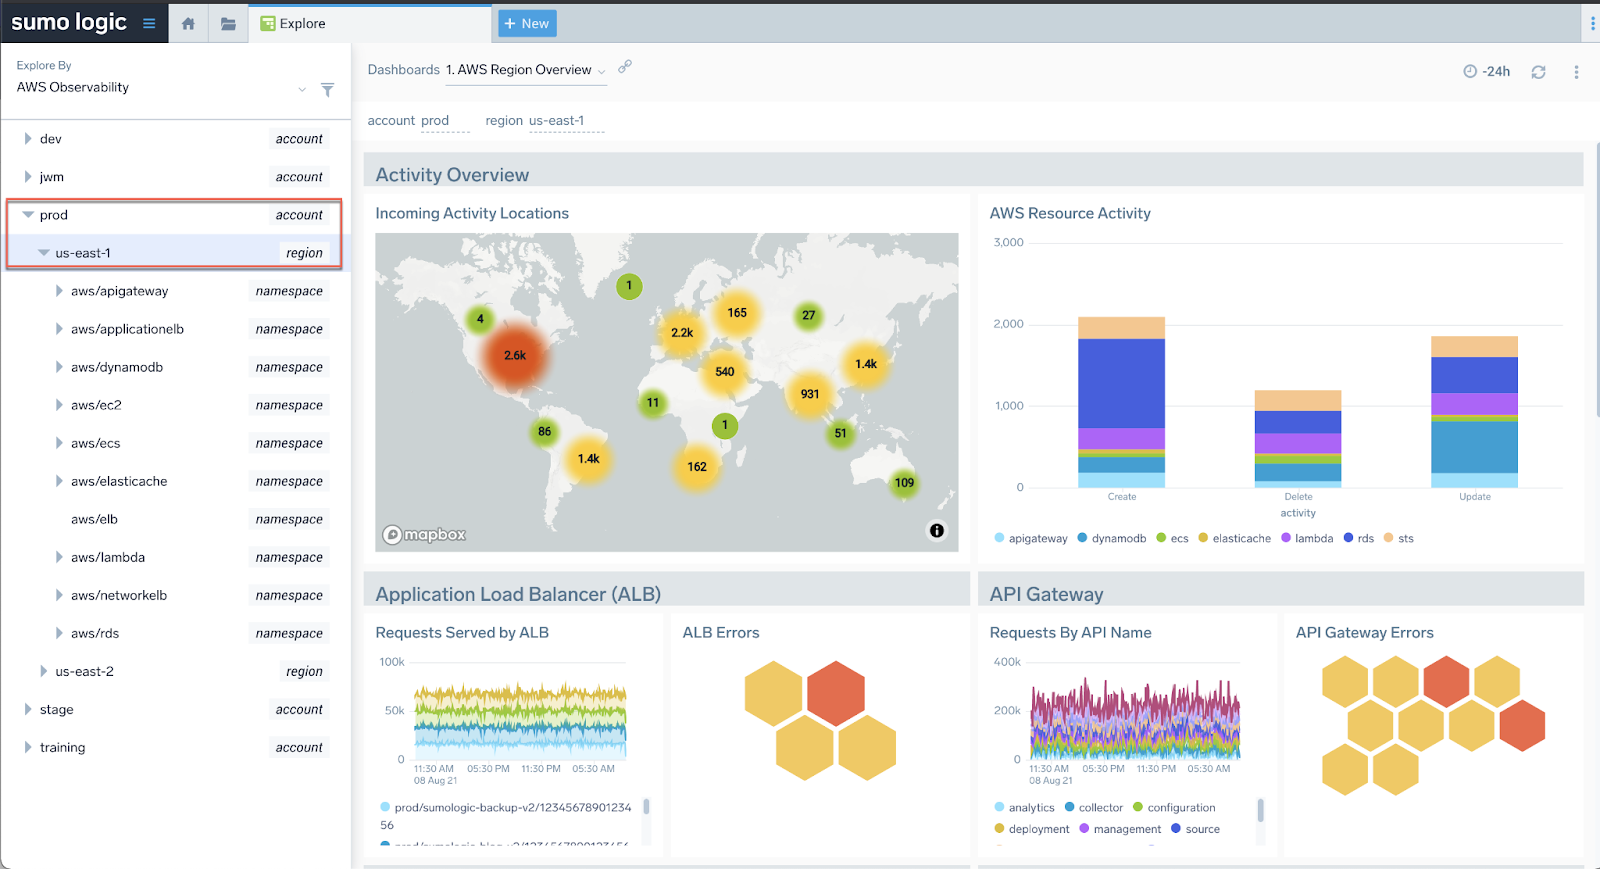 sumo logic
Explore
+ New
Explore By
AWS Observability
dev account
jwm account
prod account
us-east-1 region
aws/apigateway namespace
aws/applicationelb namespace
aws/dynamodb namespace
aws/ec2 namespace
aws/ecs namespace
aws/elasticache namespace
aws/elb namespace
aws/lambda namespace
aws/networkelb namespace
aws/rds namespace
us-east-2 region
stage account
training account
Dashboards 1. AWS Region Overview
-24h
account prod region us-east-1
Activity Overview
Incoming Activity Locations
1
4
2.6k
2.2k
165
27
540
1.4k
931
11
1
86
51
1.4k
162
109
mapbox
AWS Resource Activity
3,000
2,000
1,000
0
Create Delete Update
activity
apigateway dynamodb ecs elasticache lambda rds sts
Application Load Balancer (ALB)
Requests Served by ALB
100k
50k
0
11:30 AM 05:30 PM 11:30 PM 05:30 AM
08 Aug 21
prod/sumologic-backup-v2/12345678901234
56
ALB Errors
API Gateway
Requests By API Name
400k
200k
0
11:30 AM 05:30 PM 11:30 PM 05:30 AM
08 Aug 21
analytics collector configuration
deployment management source
API Gateway Errors